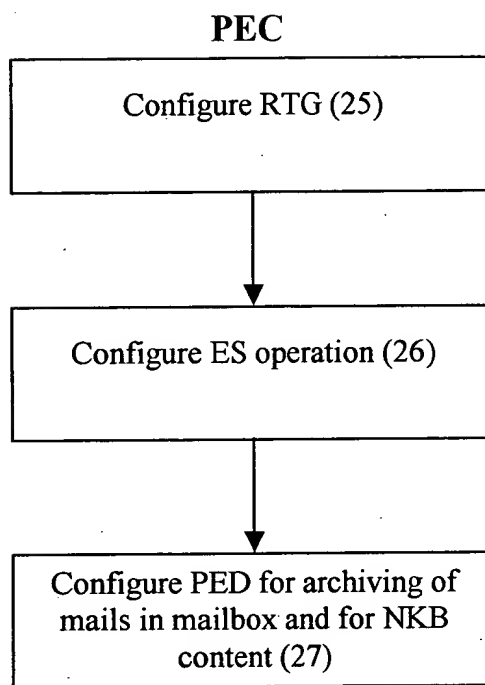 PEC
Configure RTG (25)
Configure ES operation (26)
Configure PED for archiving of
mails in mailbox and for NKB
content (27)